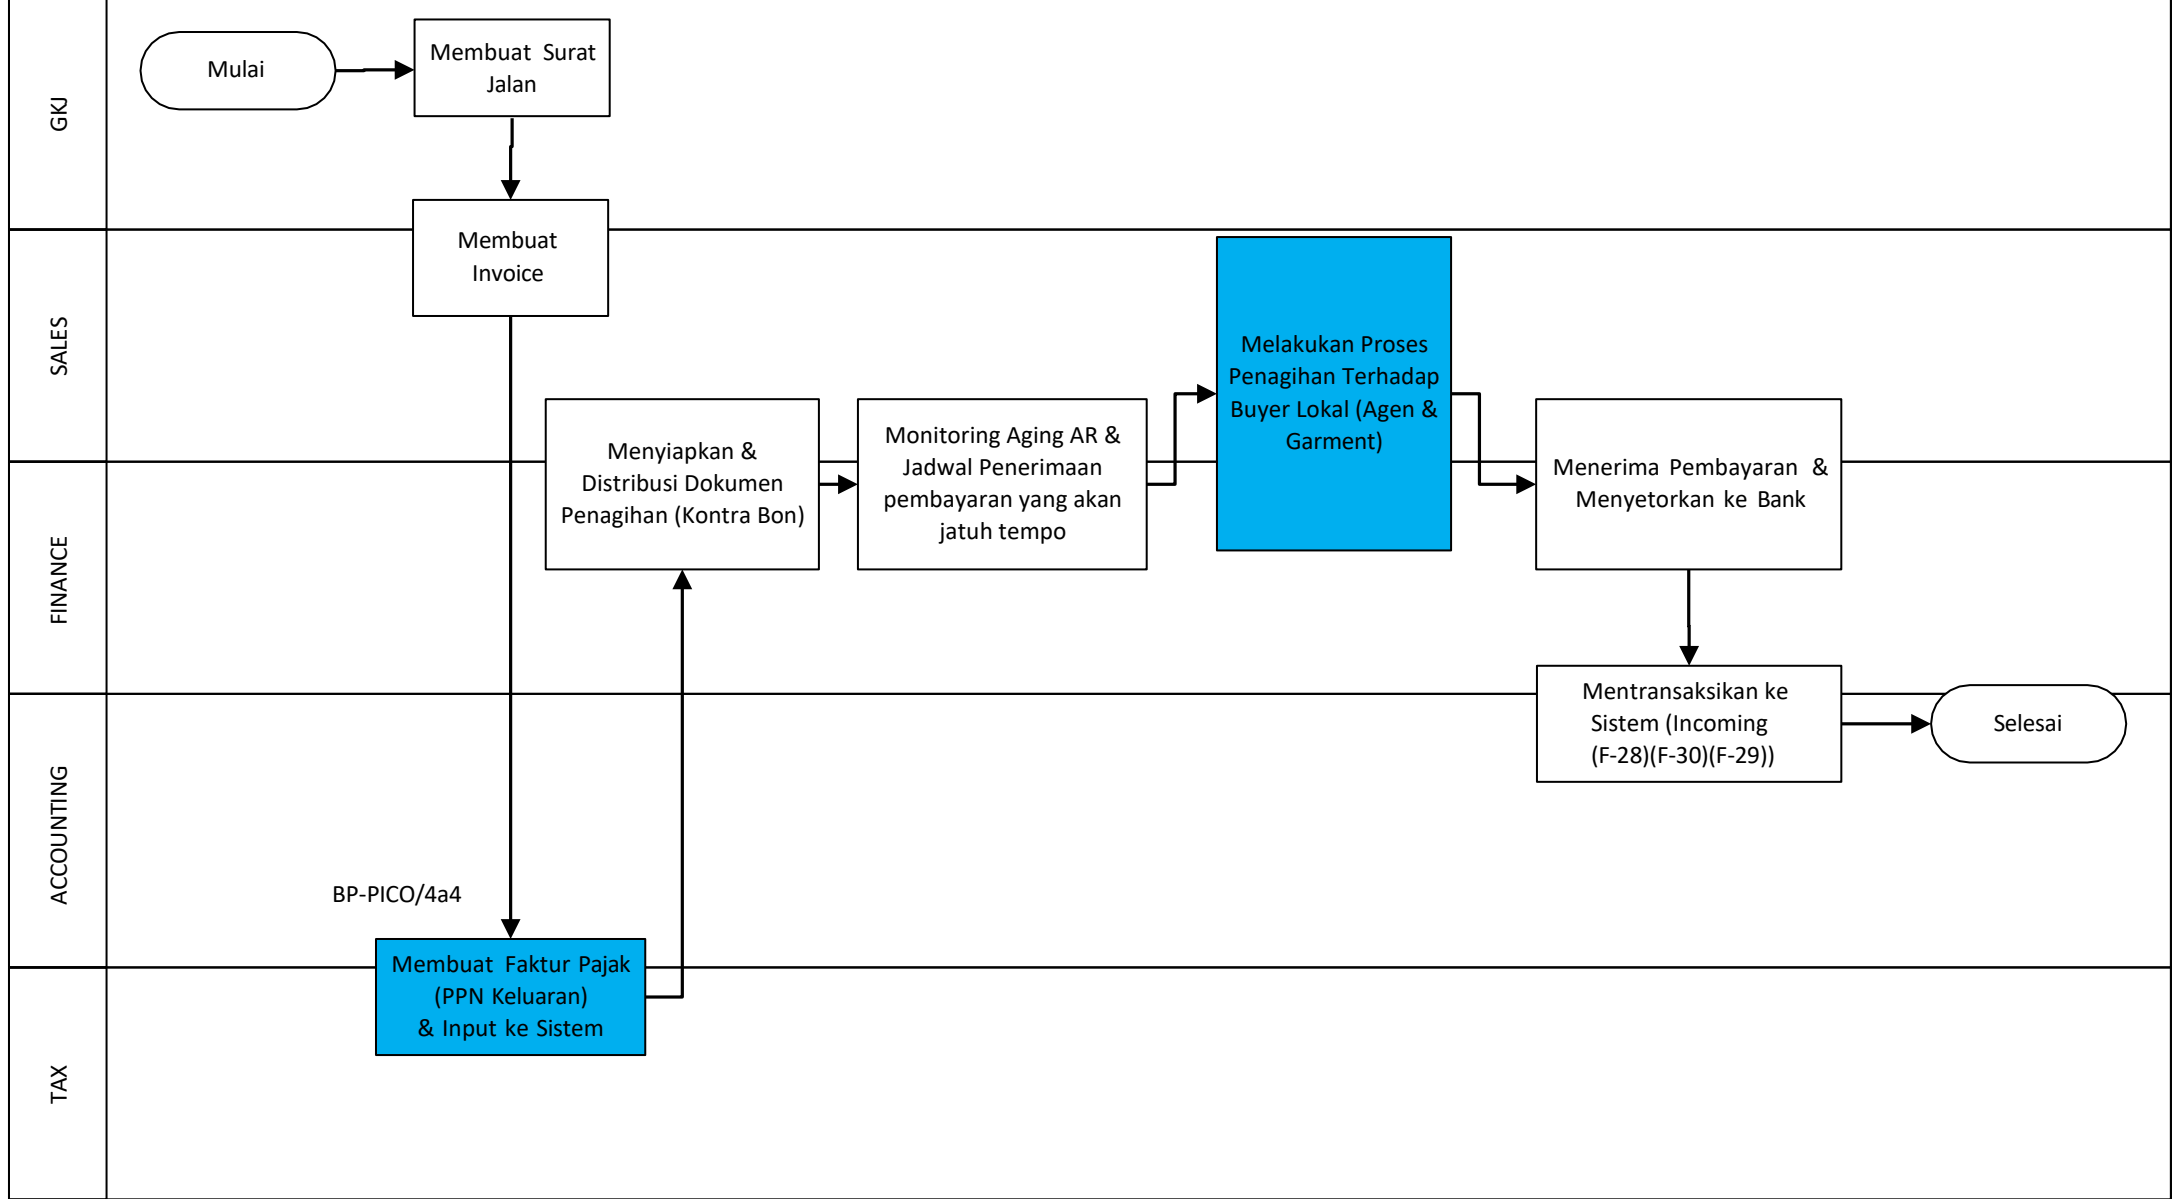 GKJ
Mulai
Membuat Surat
Jalan
SALES
Membuat
Invoice
Melakukan Proses
Penagihan Terhadap
Buyer Lokal (Agen &
Garment)
FINANCE
Menyiapkan &
Distribusi Dokumen
Penagihan (Kontra Bon)
Monitoring Aging AR &
Jadwal Penerimaan
pembayaran yang akan
jatuh tempo
Menerima Pembayaran &
Menyetorkan ke Bank
ACCOUNTING
Mentransaksikan ke
Sistem (Incoming
(F-28)(F-30)(F-29))
Selesai
BP-PICO/4a4
TAX
Membuat Faktur Pajak
(PPN Keluaran)
& Input ke Sistem